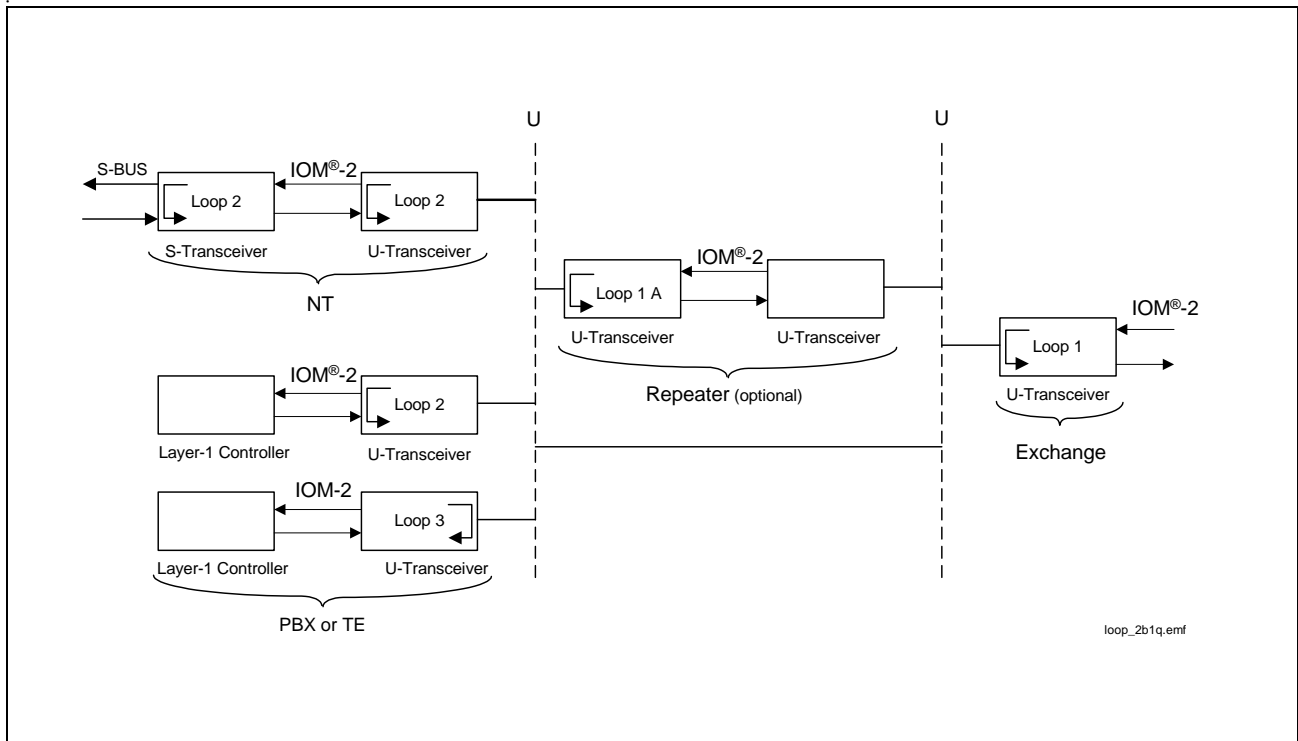 U
U
S-BUS
IOM®-2
Loop 2
Loop 2
S-Transceiver
U-Transceiver
NT
IOM®-2
Loop 1 A
U-Transceiver
U-Transceiver
Repeater (optional)
IOM®-2
Loop 1
U-Transceiver
Exchange
IOM®-2
Loop 2
Layer-1 Controller
U-Transceiver
IOM-2
Loop 3
Layer-1 Controller
U-Transceiver
PBX or TE
loop_2b1q.emf